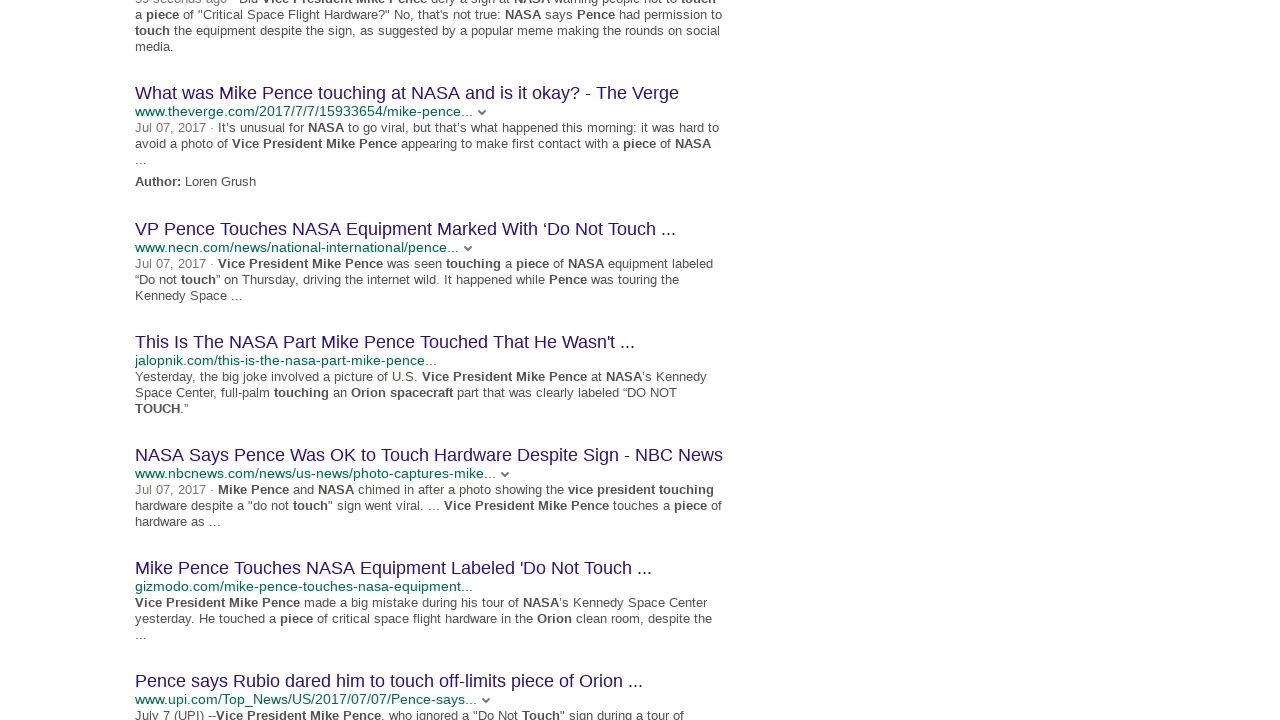 a piece of "Critical Space Flight Hardware?" No, that's not true: NASA says Pence had permission to
touch the equipment despite the sign, as suggested by a popular meme making the rounds on social
media.
What was Mike Pence touching at NASA and is it okay? - The Verge
www.theverge.com/2017/7/7/15933654/mike-pence...
Jul 07, 2017 · It's unusual for NASA to go viral, but that's what happened this morning: it was hard to
avoid a photo of Vice President Mike Pence appearing to make first contact with a piece of NASA
...
Author: Loren Grush
VP Pence Touches NASA Equipment Marked With ‘Do Not Touch ...
www.necn.com/news/national-international/pence...
Jul 07, 2017 · Vice President Mike Pence was seen touching a piece of NASA equipment labeled
“Do not touch” on Thursday, driving the internet wild. It happened while Pence was touring the
Kennedy Space ...
This Is The NASA Part Mike Pence Touched That He Wasn't ...
jalopnik.com/this-is-the-nasa-part-mike-pence...
Yesterday, the big joke involved a picture of U.S. Vice President Mike Pence at NASA’s Kennedy
Space Center, full-palm touching an Orion spacecraft part that was clearly labeled “DO NOT
TOUCH.”
NASA Says Pence Was OK to Touch Hardware Despite Sign - NBC News
www.nbcnews.com/news/us-news/photo-captures-mike...
Jul 07, 2017 · Mike Pence and NASA chimed in after a photo showing the vice president touching
hardware despite a "do not touch" sign went viral. ... Vice President Mike Pence touches a piece of
hardware as ...
Mike Pence Touches NASA Equipment Labeled 'Do Not Touch ...
gizmodo.com/mike-pence-touches-nasa-equipment...
Vice President Mike Pence made a big mistake during his tour of NASA’s Kennedy Space Center
yesterday. He touched a piece of critical space flight hardware in the Orion clean room, despite the
...
Pence says Rubio dared him to touch off-limits piece of Orion ...
www.upi.com/Top_News/US/2017/07/07/Pence-says...
July 7 (UPI) --Vice President Mike Pence, who ignored a "Do Not Touch" sign during a tour of